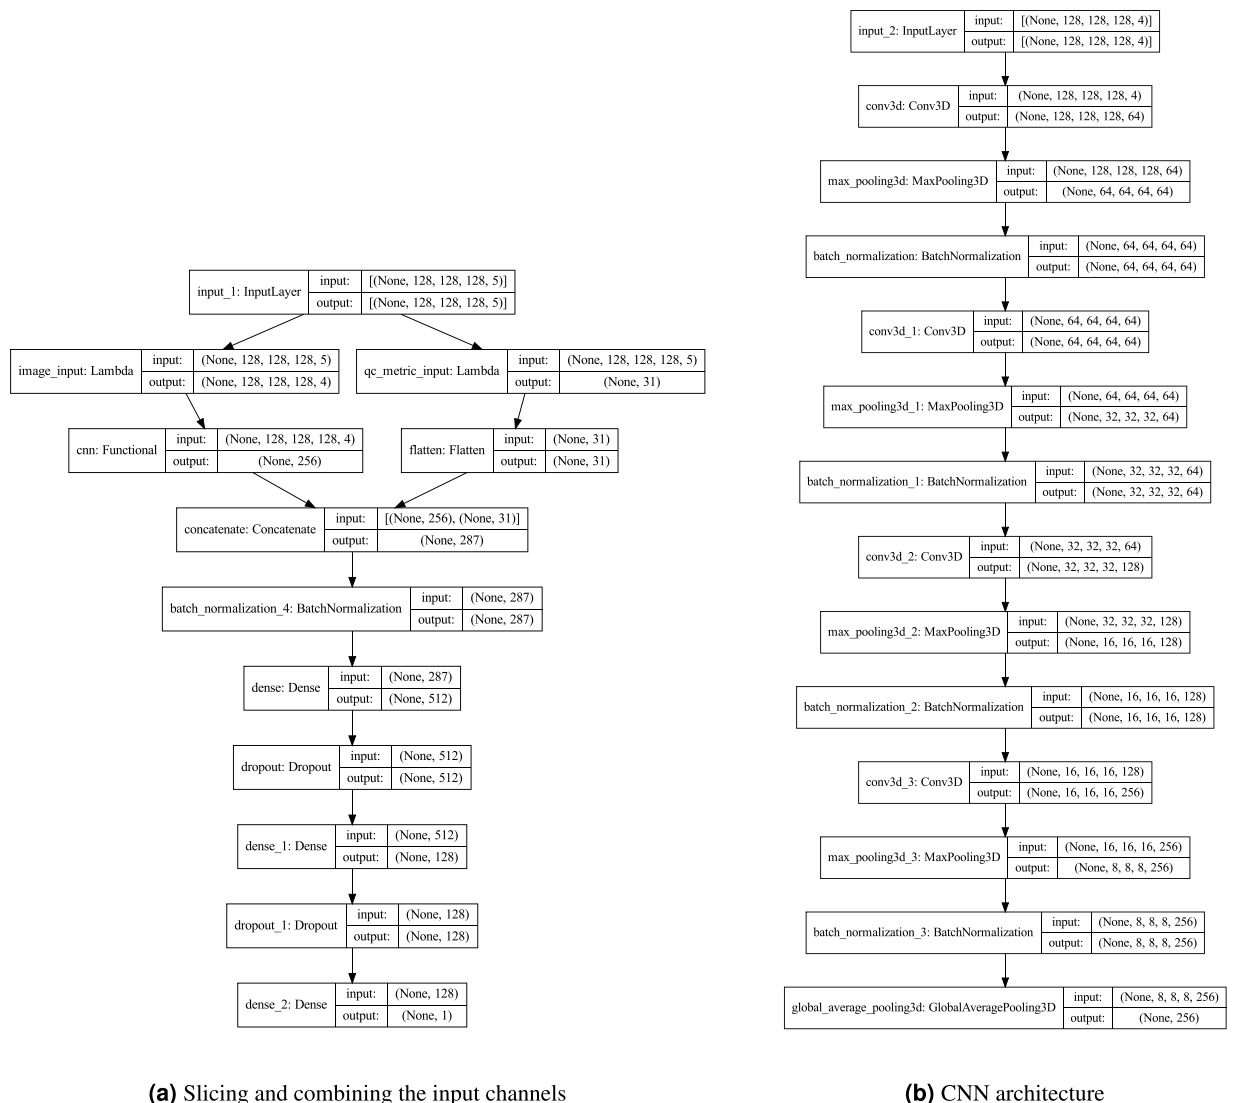 input_1: InputLayer
input: [(None, 128, 128, 128, 5)]
output: [(None, 128, 128, 128, 5)]
image_input: Lambda
input: (None, 128, 128, 128, 5)
output: (None, 128, 128, 128, 4)
qc_metric_input: Lambda
input: (None, 128, 128, 128, 5)
output: (None, 31)
cnn: Functional
input: (None, 128, 128, 128, 4)
output: (None, 256)
flatten: Flatten
input: (None, 31)
output: (None, 31)
concatenate: Concatenate
input: [(None, 256), (None, 31)]
output: (None, 287)
batch_normalization_4: BatchNormalization
input: (None, 287)
output: (None, 287)
dense: Dense
input: (None, 287)
output: (None, 512)
dropout: Dropout
input: (None, 512)
output: (None, 512)
dense_1: Dense
input: (None, 512)
output: (None, 128)
dropout_1: Dropout
input: (None, 128)
output: (None, 128)
dense_2: Dense
input: (None, 128)
output: (None, 1)
(a) Slicing and combining the input channels
input_2: InputLayer
input: [(None, 128, 128, 128, 4)]
output: [(None, 128, 128, 128, 4)]
conv3d: Conv3D
input: (None, 128, 128, 128, 4)
output: (None, 128, 128, 128, 64)
max_pooling3d: MaxPooling3D
input: (None, 128, 128, 128, 64)
output: (None, 64, 64, 64, 64)
batch_normalization: BatchNormalization
input: (None, 64, 64, 64, 64)
output: (None, 64, 64, 64, 64)
conv3d_1: Conv3D
input: (None, 64, 64, 64, 64)
output: (None, 64, 64, 64, 64)
max_pooling3d_1: MaxPooling3D
input: (None, 64, 64, 64, 64)
output: (None, 32, 32, 32, 64)
batch_normalization_1: BatchNormalization
input: (None, 32, 32, 32, 64)
output: (None, 32, 32, 32, 64)
conv3d_2: Conv3D
input: (None, 32, 32, 32, 64)
output: (None, 32, 32, 32, 128)
max_pooling3d_2: MaxPooling3D
input: (None, 32, 32, 32, 128)
output: (None, 16, 16, 16, 128)
batch_normalization_2: BatchNormalization
input: (None, 16, 16, 16, 128)
output: (None, 16, 16, 16, 128)
conv3d_3: Conv3D
input: (None, 16, 16, 16, 128)
output: (None, 16, 16, 16, 256)
max_pooling3d_3: MaxPooling3D
input: (None, 16, 16, 16, 256)
output: (None, 8, 8, 8, 256)
batch_normalization_3: BatchNormalization
input: (None, 8, 8, 8, 256)
output: (None, 8, 8, 8, 256)
global_average_pooling3d: GlobalAveragePooling3D
input: (None, 8, 8, 8, 256)
output: (None, 256)
(b) CNN architecture